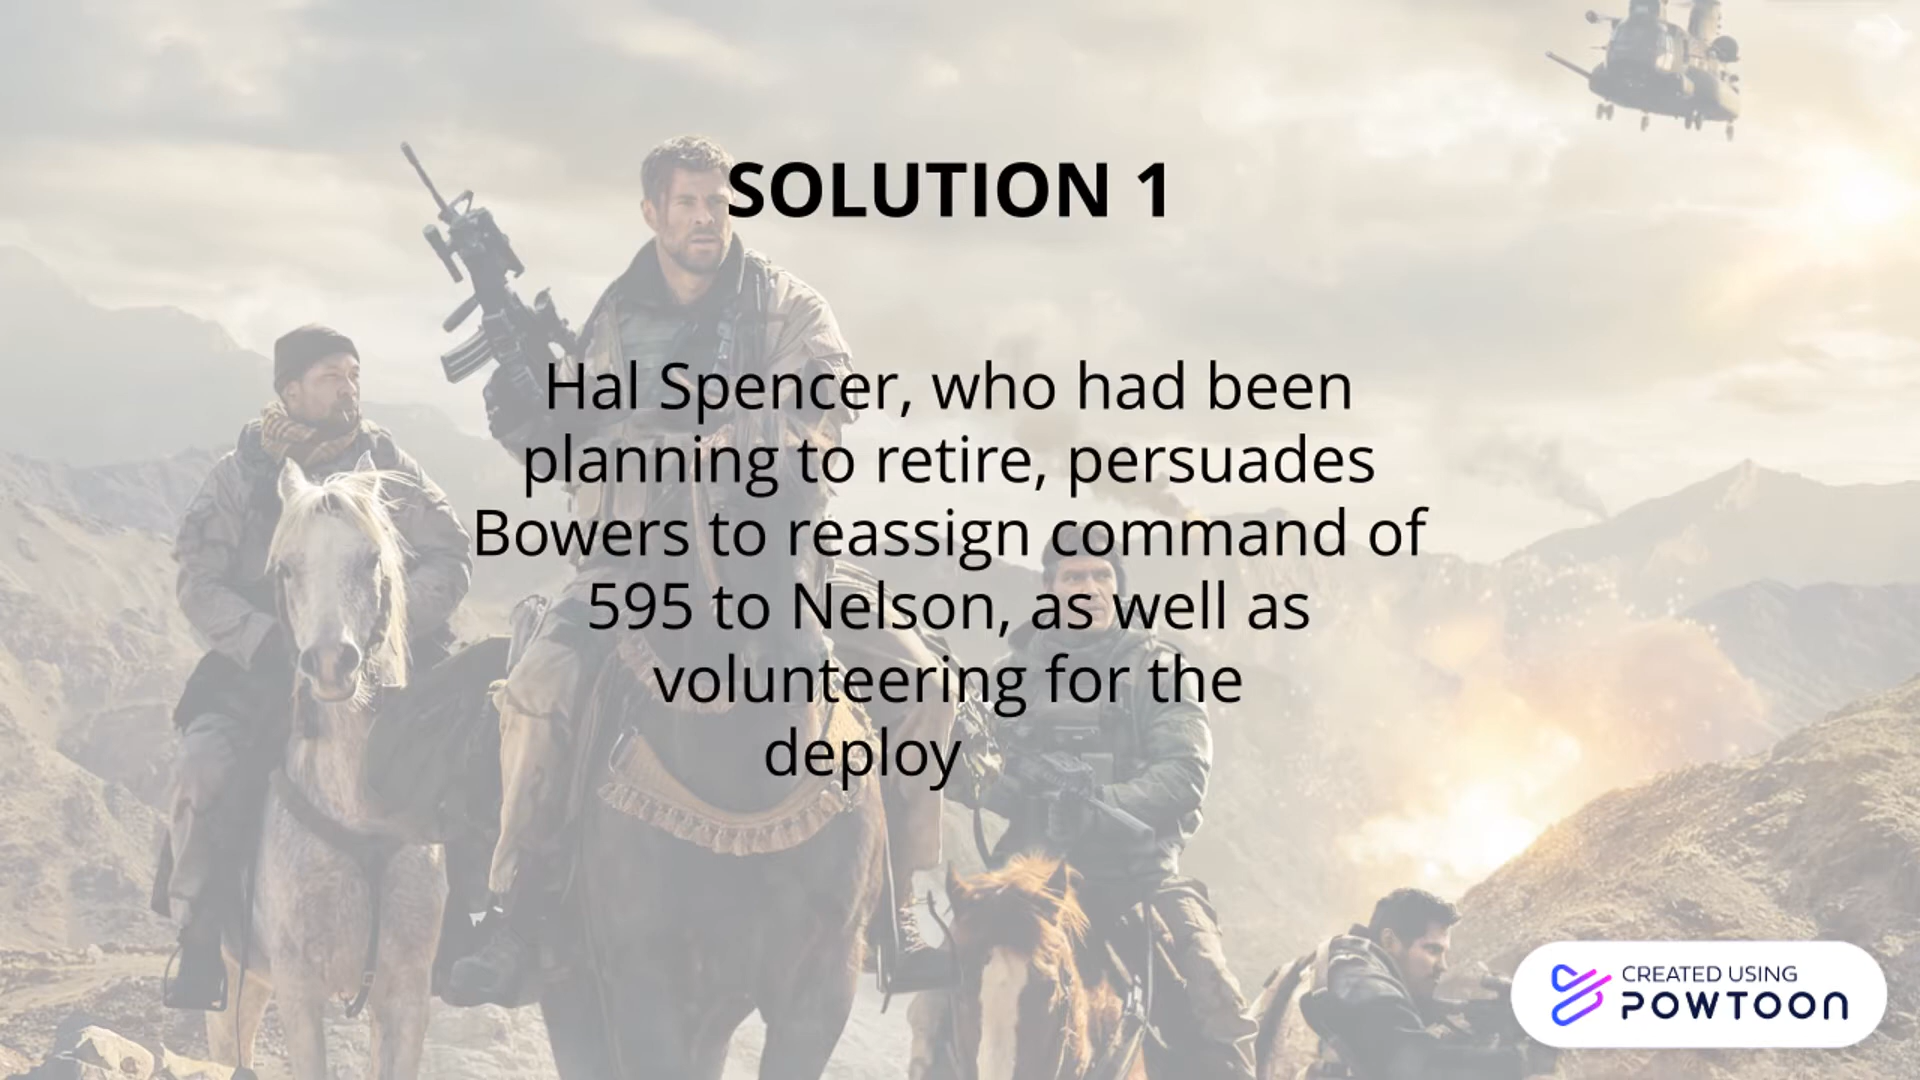 SOLUTION 1
Hal Spencer, who had been
planning to retire, persuades
Bowers to reassign command of
595 to Nelson, as well as
volunteering for the
deploy
CREATED USING
POWTOON